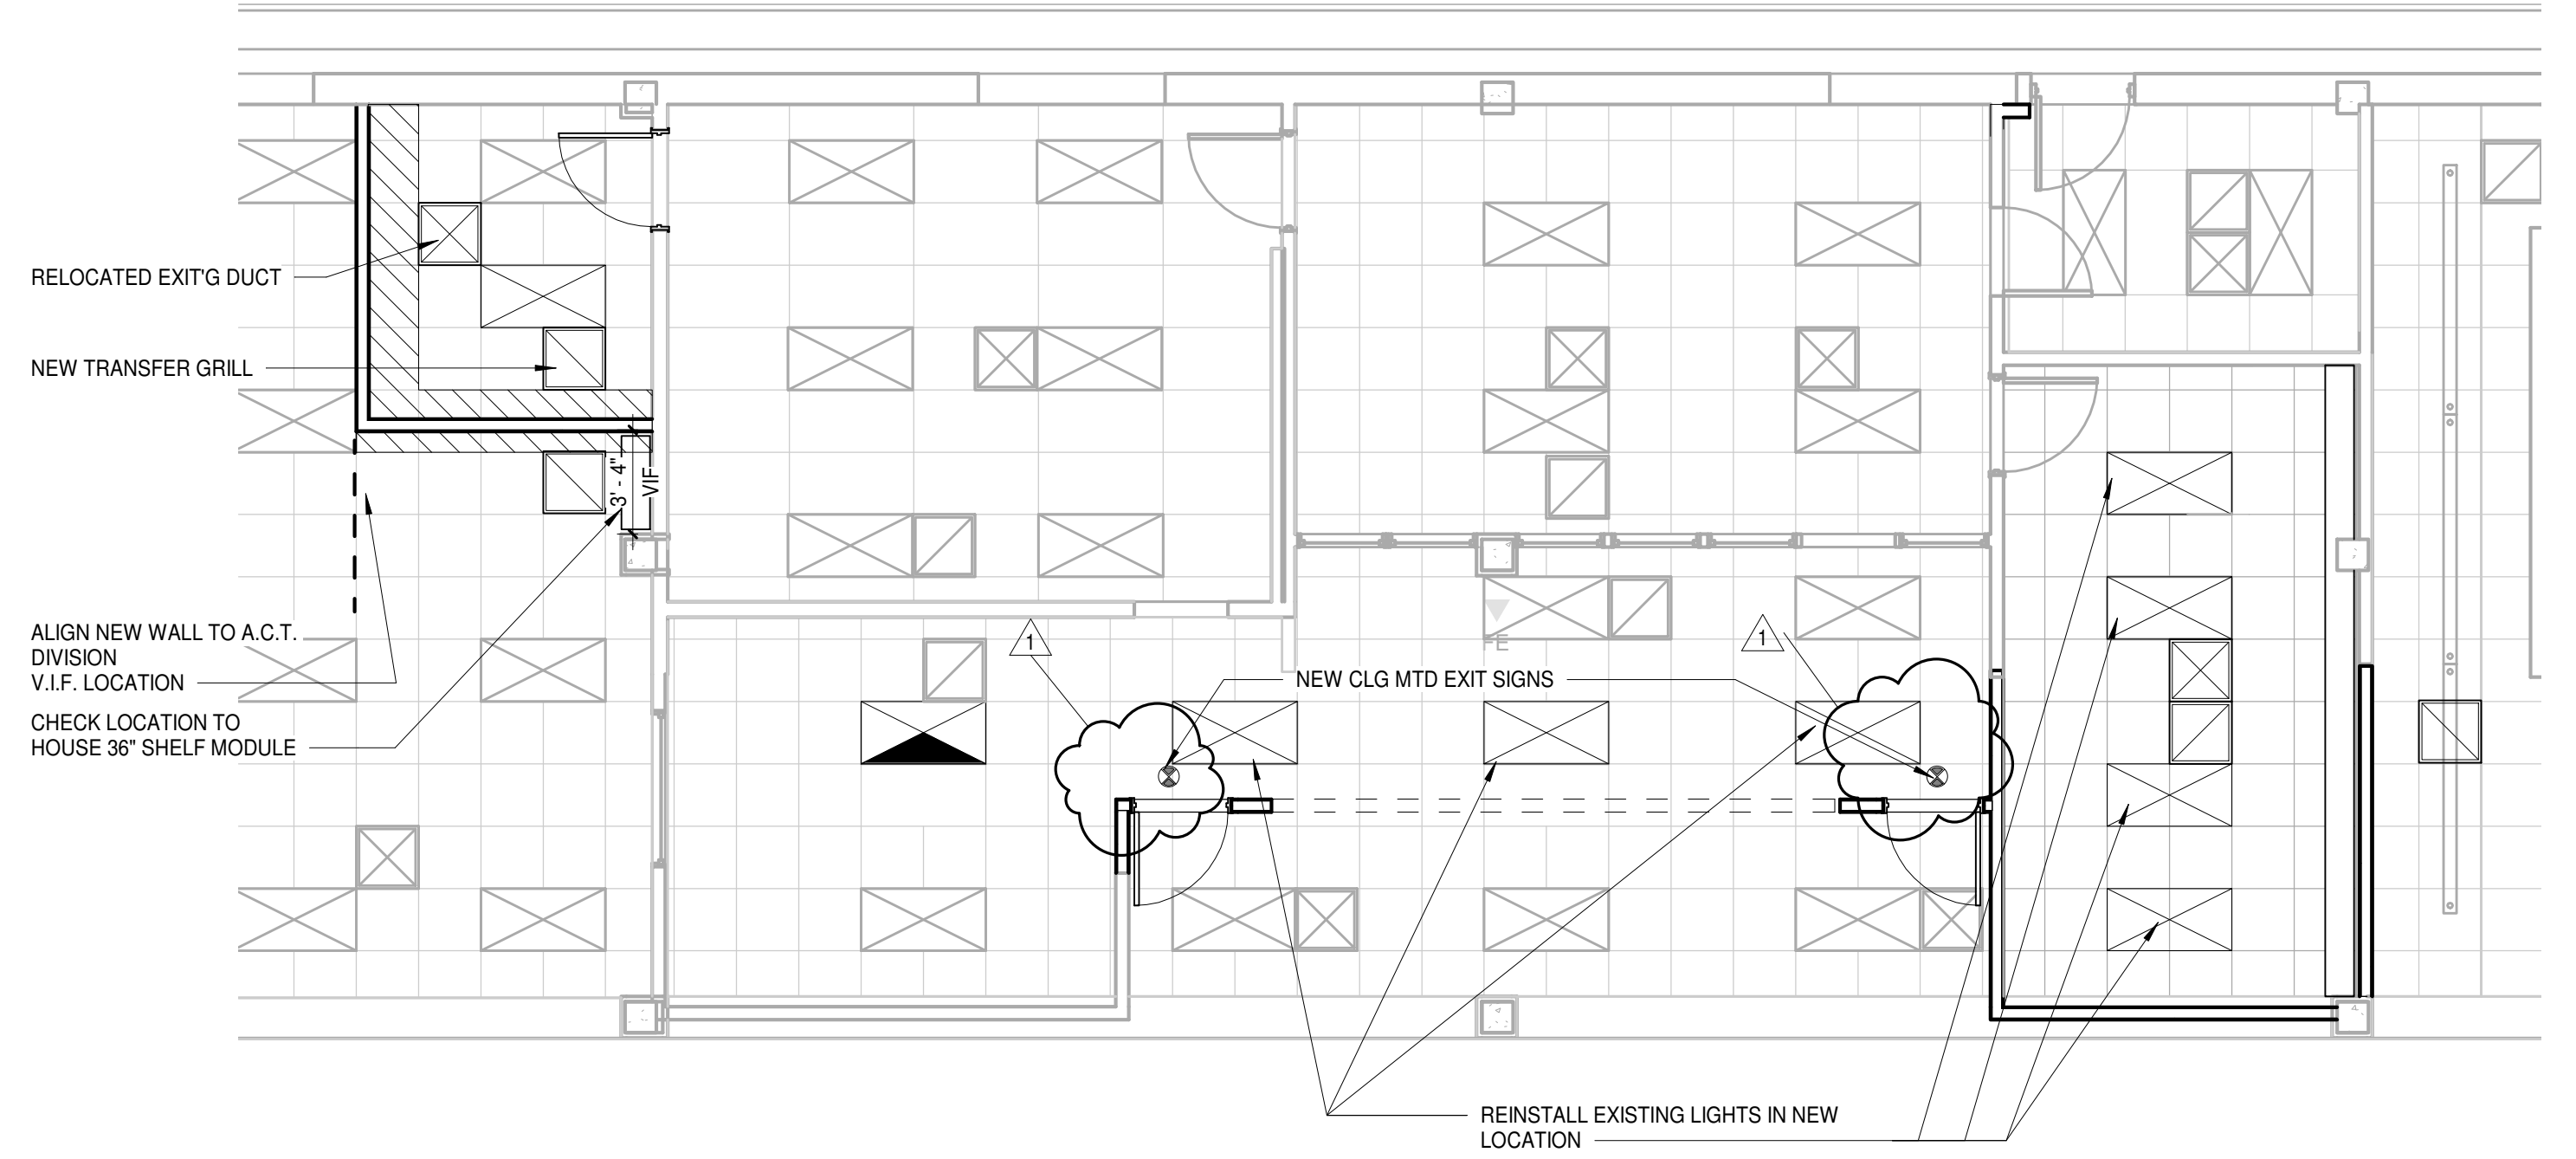 RELOCATED EXIT'G DUCT
NEW TRANSFER GRILL
3' - 4"
VIF
ALIGN NEW WALL TO A.C.T.
DIVISION
V.I.F. LOCATION
CHECK LOCATION TO
HOUSE 36" SHELF MODULE
1
1
FE
NEW CLG MTD EXIT SIGNS
REINSTALL EXISTING LIGHTS IN NEW
LOCATION